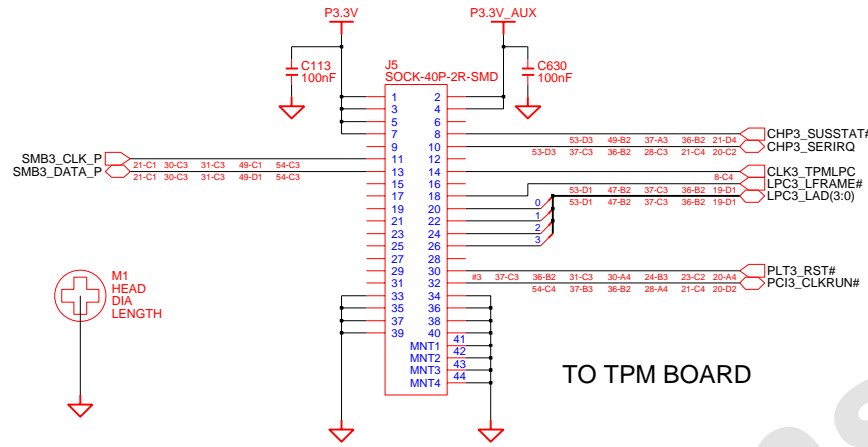 P3.3V P3.3V_AUX
C113 J5 C630
100nF SOCK-40P-2R-SMD 100nF
1 2
3 4
5 6
7 8 53-D3 49-B2 37-A3 36-B2 21-D4 CHP3_SUSSTAT#
9 10 53-D3 37-C3 36-B2 28-C3 21-C4 20-C2 CHP3_SERIRQ
SMB3_CLK_P 21-C1 30-C3 31-C3 49-C1 54-C3 11 12
SMB3_DATA_P 21-C1 30-C3 31-C3 49-D1 54-C3 13 14 8-C4 CLK3_TPMLPC
15 16 LPC3_LFRAME#
17 18 53-D1 47-B2 37-C3 36-B2 19-D1 LPC3_LAD(3:0)
19 20 0 53-D1 47-B2 37-C3 36-B2 19-D1
21 22 1
23 24 2
25 26 3
27 28
29 30 PLT3_RST#
#3 37-C3 36-B2 31-C3 30-A4 24-B3 23-C2 20-A4
31 32 PCI3_CLKRUN#
54-C4 37-B3 36-B2 28-A4 21-C4 20-D2
M1
HEAD
DIA
LENGTH
33 34
35 36
37 38
39 40
MNT1 41
MNT2 42
MNT3 43
MNT4 44
TO TPM BOARD